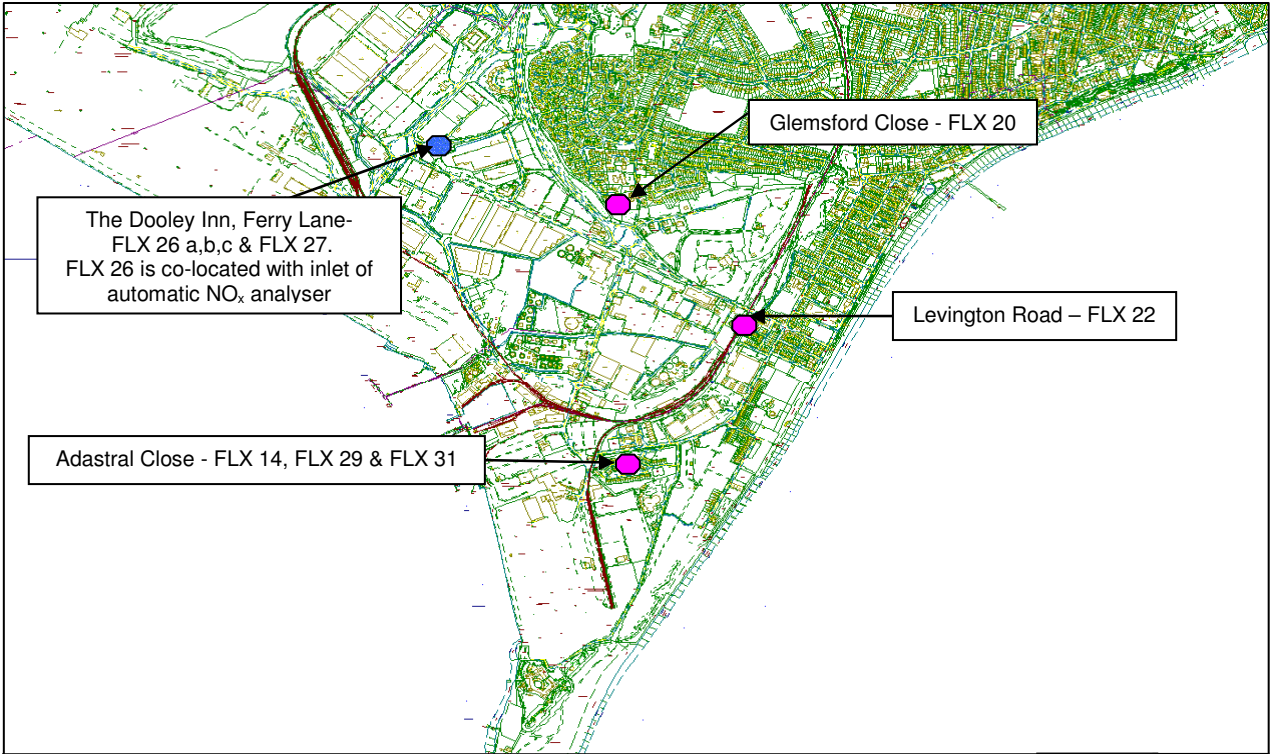 Glemsford Close - FLX 20
The Dooley Inn, Ferry Lane-
FLX 26 a,b,c & FLX 27.
FLX 26 is co-located with inlet of
automatic NOₓ analyser
Levington Road – FLX 22
Adastral Close - FLX 14, FLX 29 & FLX 31